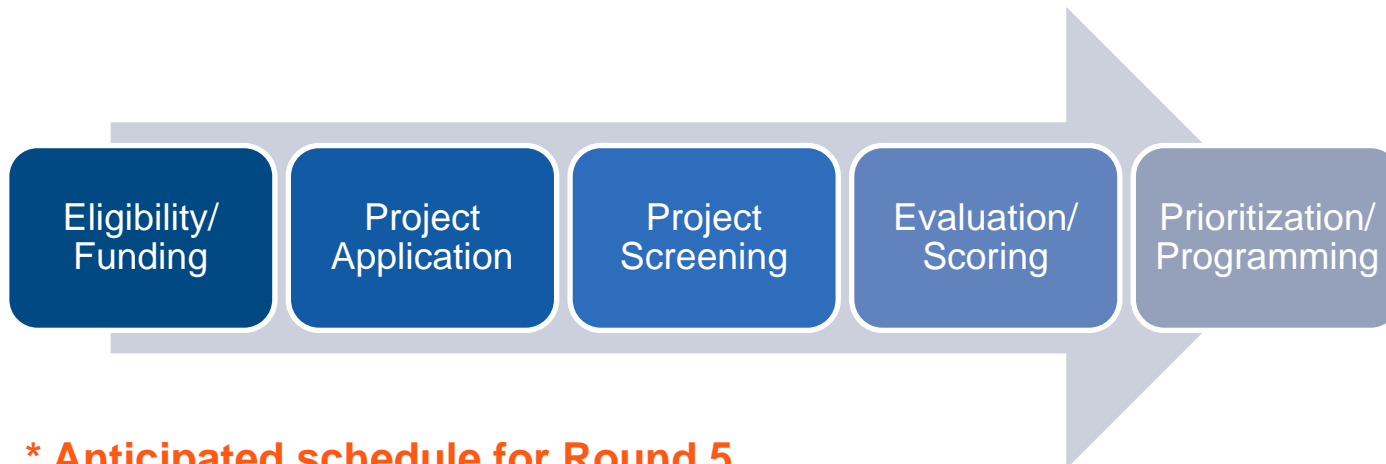 Eligibility/
Funding
Project
Application
Project
Screening
Evaluation/
Scoring
Prioritization/
Programming
* Anticipated schedule for Round 5